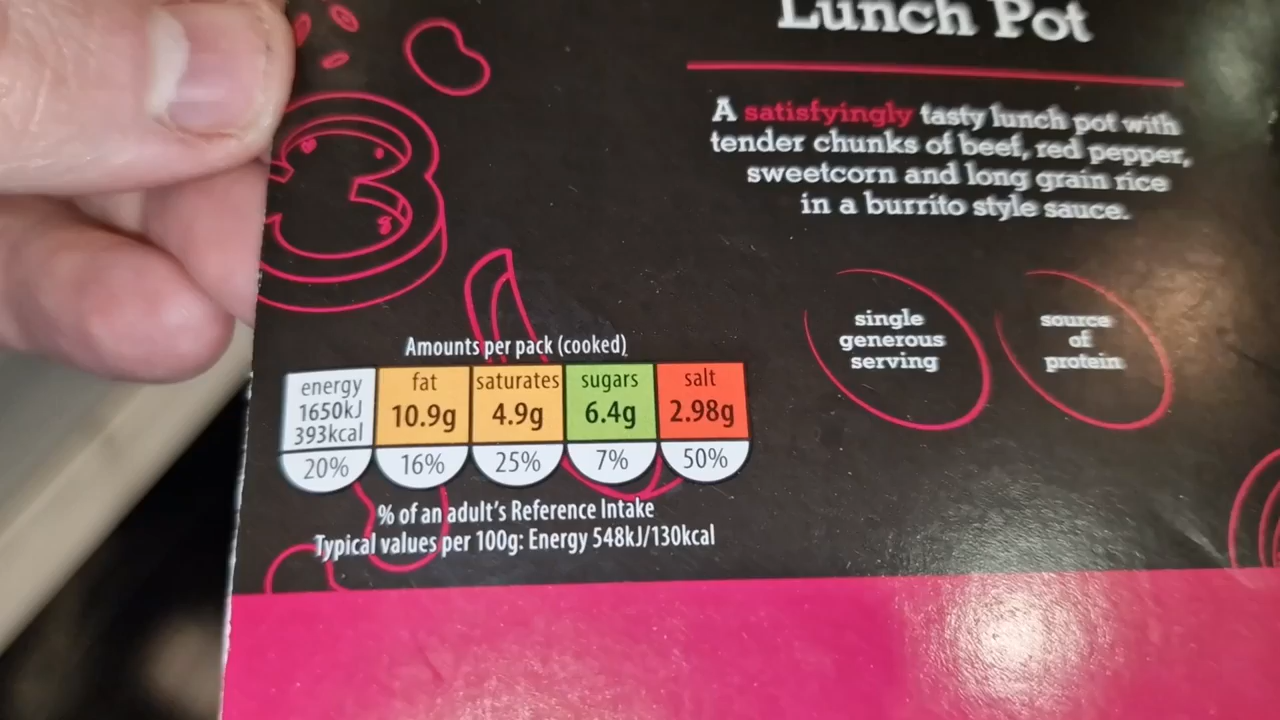 Lunch Pot
A satisfyingly tasty lunch pot with
tender chunks of beef, red pepper,
sweetcorn and long grain rice
in a burrito style sauce.
single
generous
serving
source
of
protein
Amounts per pack (cooked)
energy
1650kJ
393kcal
20%
fat
10.9g
16%
saturates
4.9g
25%
sugars
6.4g
7%
salt
2.98g
50%
% of an adult's Reference Intake
Typical values per 100g: Energy 548kJ/130kcal